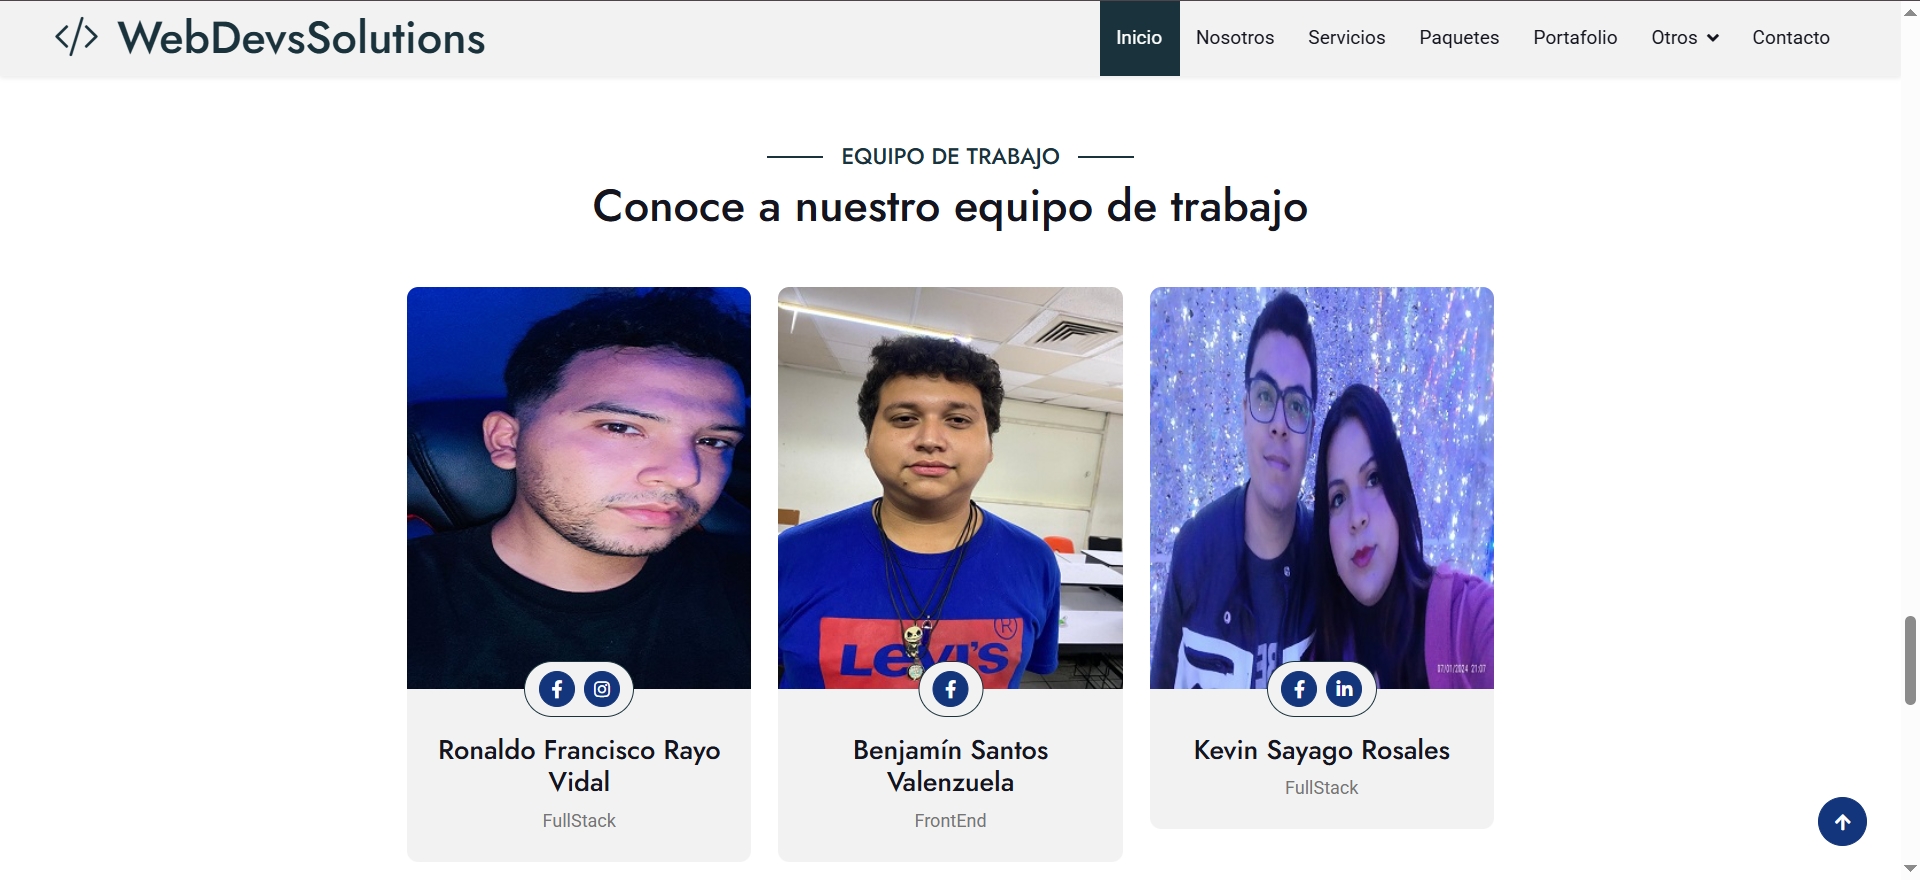 </> WebDevsSolutions
Inicio Nosotros Servicios Paquetes Portafolio Otros Contacto
EQUIPO DE TRABAJO
Conoce a nuestro equipo de trabajo
Levi's ®
07/01/2024 21:07
Ronaldo Francisco Rayo
Vidal
FullStack
Benjamín Santos
Valenzuela
FrontEnd
Kevin Sayago Rosales
FullStack